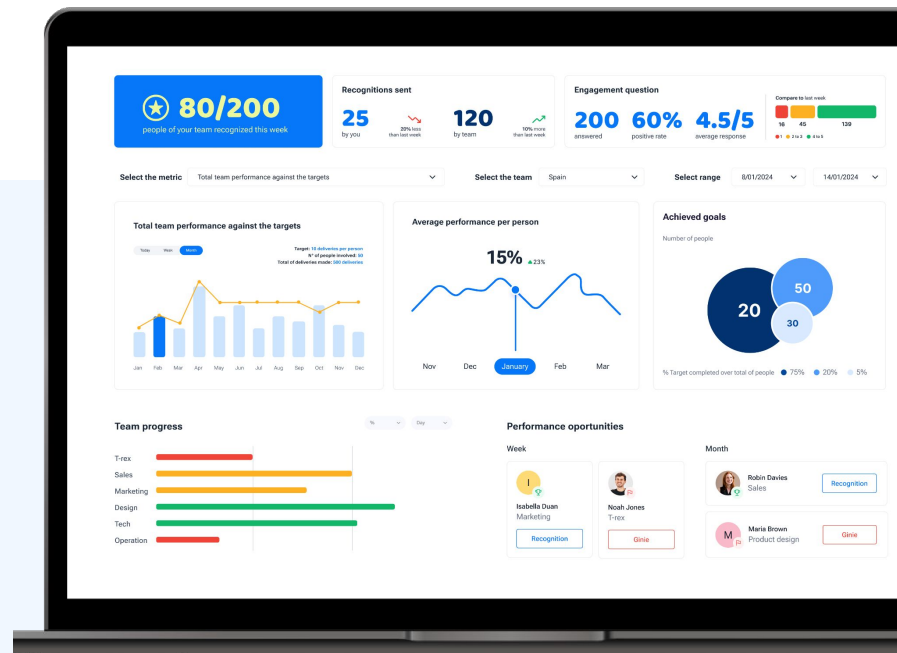 80/200
people of your team recognized this week
Recognitions sent
25
by you
20% less
than last week
120
by team
10% more
than last week
Engagement question
200
answered
60%
positive rate
4.5/5
average response
Compare to last week
16 45 139
1 2 to 3 4 to 5
Select the metric
Total team performance against the targets
Select the team
Spain
Select range
8/01/2024
14/01/2024
Total team performance against the targets
Today Week Month
Target: 10 deliveries per person
Nº of people involved: 50
Total of deliveries made: 500 deliveries
Jan Feb Mar Apr May Jun Jul Aug Sep Oct Nov Dec
Average performance per person
15% 23%
Nov Dec January Feb Mar
Achieved goals
Number of people
20
50
30
% Target completed over total of people 75% 20% 5%
Team progress
% Day
T-rex
Sales
Marketing
Design
Tech
Operation
Performance oportunities
Week
I
Isabella Duan
Marketing
Recognition
Noah Jones
T-rex
Ginie
Month
Robin Davies
Sales
Recognition
M
Maria Brown
Product design
Ginie